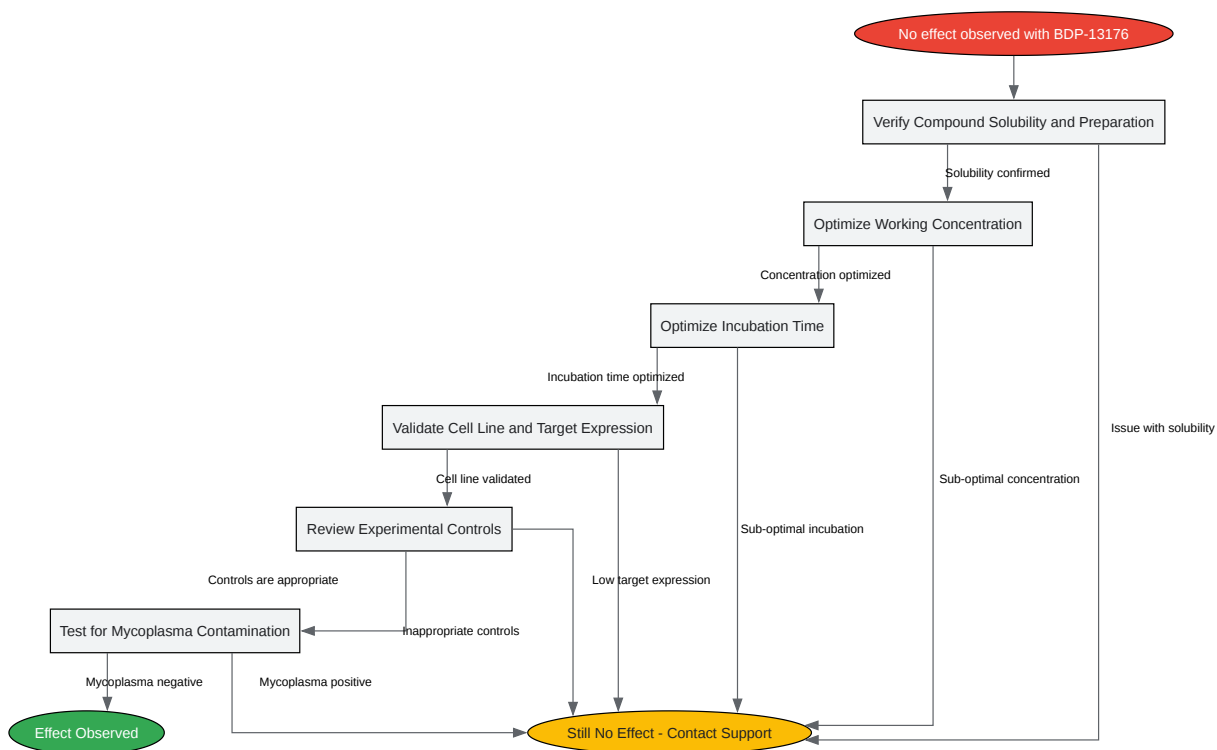 No effect observed with BDP-13176
Verify Compound Solubility and Preparation
Solubility confirmed
Optimize Working Concentration
Concentration optimized
Optimize Incubation Time
Incubation time optimized
Validate Cell Line and Target Expression
Issue with solubility
Cell line validated
Sub-optimal concentration
Review Experimental Controls
Sub-optimal incubation
Controls are appropriate
Low target expression
Test for Mycoplasma Contamination
Inappropriate controls
Mycoplasma negative
Mycoplasma positive
Effect Observed
Still No Effect - Contact Support